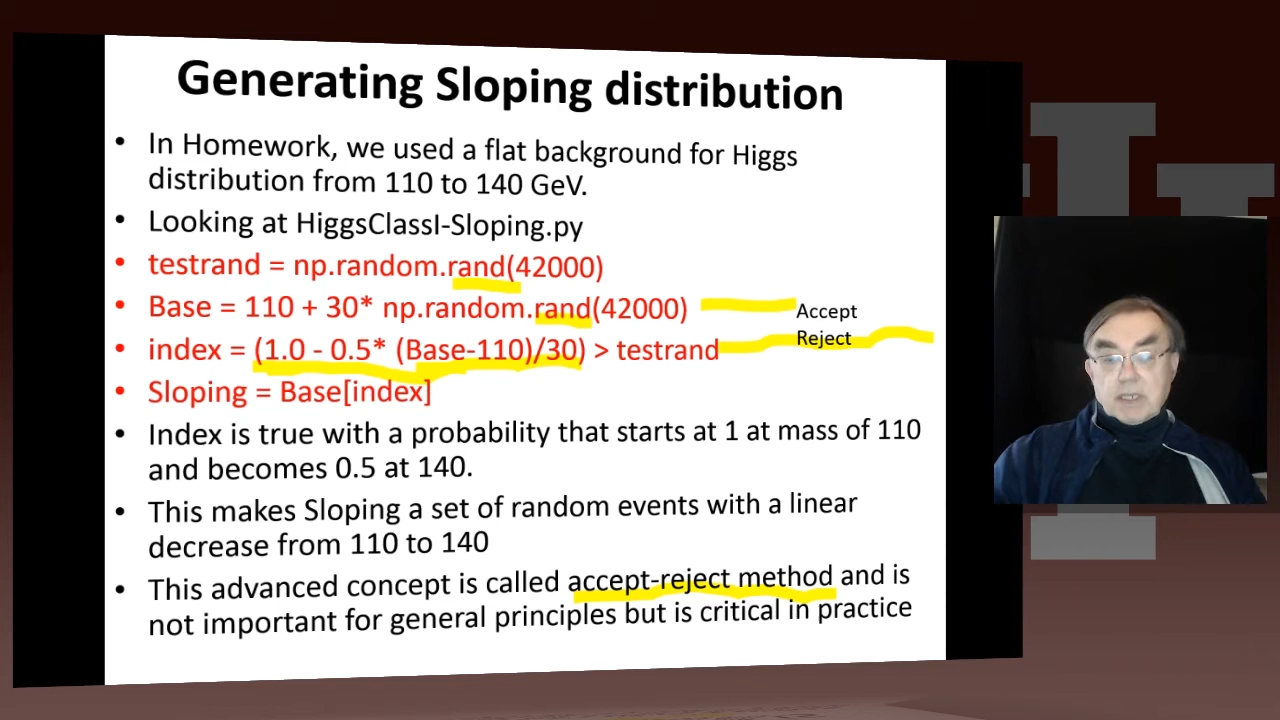 Generating Sloping distribution
• In Homework, we used a flat background for Higgs
distribution from 110 to 140 GeV.
• Looking at HiggsClassI-Sloping.py
• testrand = np.random.rand(42000)
• Base = 110 + 30* np.random.rand(42000)
Accept
Reject
• index = (1.0 - 0.5* (Base-110)/30) > testrand
• Sloping = Base[index]
• Index is true with a probability that starts at 1 at mass of 110
and becomes 0.5 at 140.
• This makes Sloping a set of random events with a linear
decrease from 110 to 140
• This advanced concept is called accept-reject method and is
not important for general principles but is critical in practice